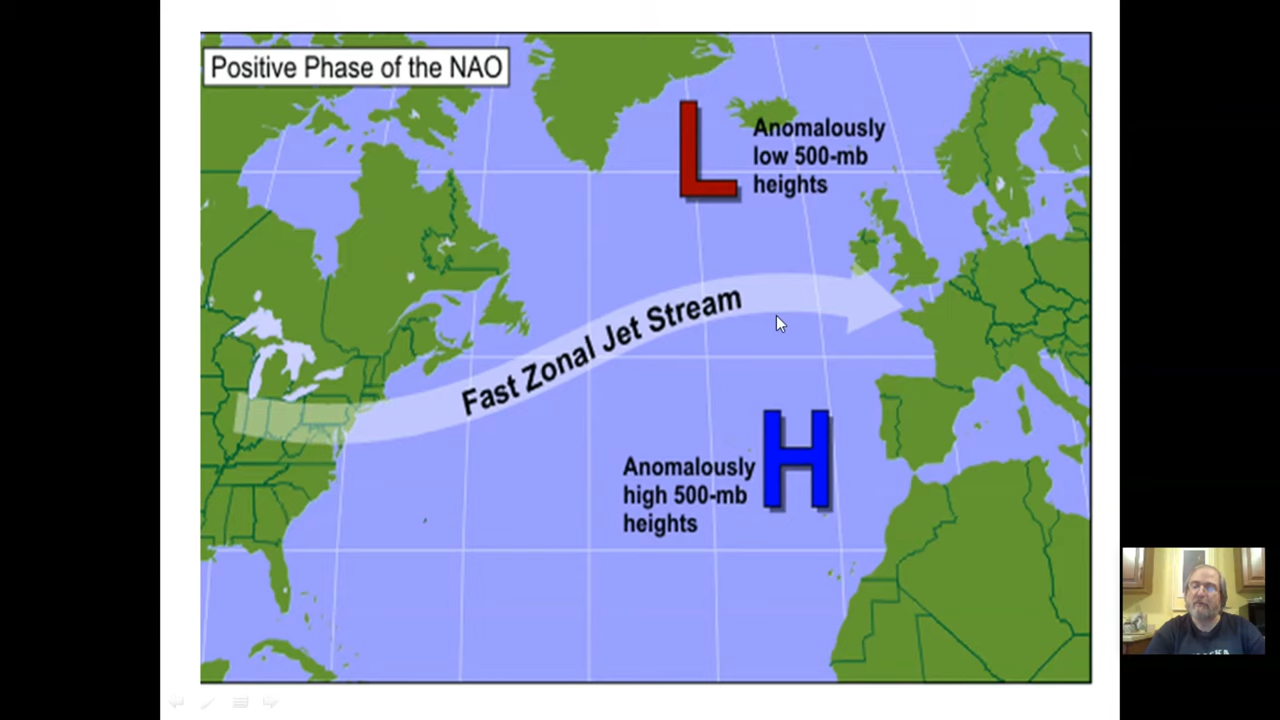 Positive Phase of the NAO
L
Anomalously
low 500-mb
heights
Fast Zonal Jet Stream
H
Anomalously
high 500-mb
heights